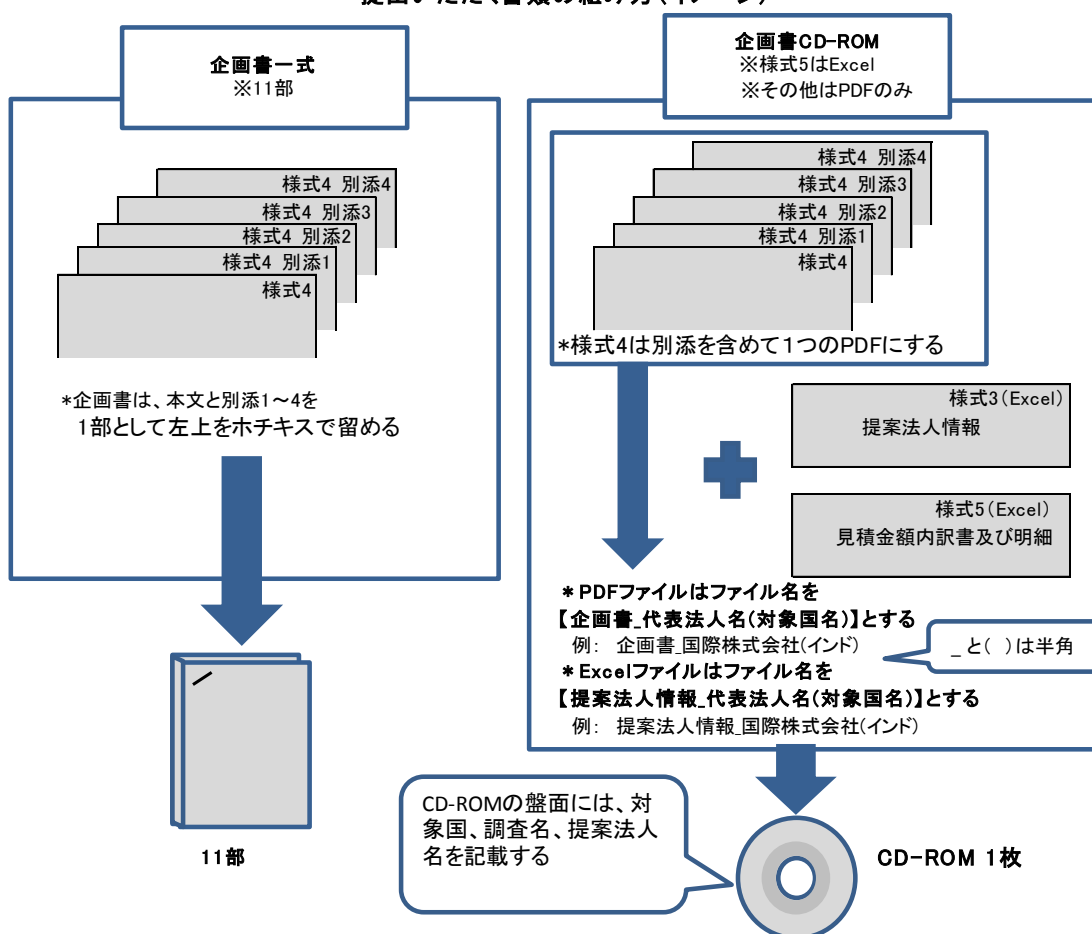 企画書一式
※11部
様式4 別添4
様式4 別添3
様式4 別添2
様式4 別添1
様式4
*企画書は、本文と別添1～4を
1部として左上をホチキスで留める
11部
企画書CD-ROM
※様式5はExcel
※その他はPDFのみ
様式4 別添4
様式4 別添3
様式4 別添2
様式4 別添1
様式4
*様式4は別添を含めて1つのPDFにする
様式3(Excel)
提案法人情報
様式5(Excel)
見積金額内訳書及び明細
*PDFファイルはファイル名を
【企画書_代表法人名(対象国名)】とする
例: 企画書_国際株式会社(インド)
_と( )は半角
*Excelファイルはファイル名を
【提案法人情報_代表法人名(対象国名)】とする
例: 提案法人情報_国際株式会社(インド)
CD-ROMの盤面には、対
象国、調査名、提案法人
名を記載する
CD-ROM 1枚